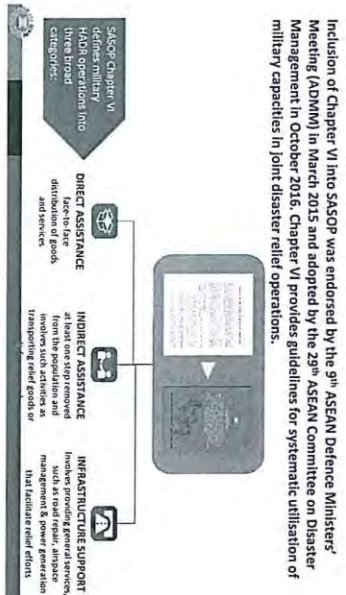 Inclusion of Chapter VI into SASOP was endorsed by the 9th ASEAN Defence Ministers'
Meeting (ADMM) in March 2015 and adopted by the 29th ASEAN Committee on Disaster
Management in October 2016. Chapter VI provides guidelines for systematic utilisation of
military capacities in joint disaster relief operations.
SASOP Chapter VI
defines military
HADR operations into
three broad
categories:
DIRECT ASSISTANCE
face-to-face
distribution of goods
and services
INDIRECT ASSISTANCE
at least one step removed
from the population and
involves such activities as
transporting relief goods or
INFRASTRUCTURE SUPPORT
Involves providing general services,
such as road repair, airspace
management & power generation
that facilitate relief efforts